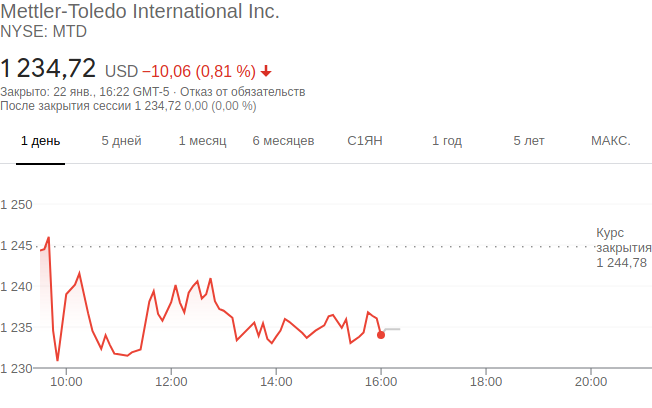 Mettler-Toledo International Inc.
NYSE: MTD
1 234,72 USD −10,06 (0,81 %)
Закрыто: 22 янв., 16:22 GMT-5 · Отказ от обязательств
После закрытия сессии 1 234,72 0,00 (0,00 %)
1 день 5 дней 1 месяц 6 месяцев С1ЯН 1 год 5 лет МАКС.
1 250
1 245
1 240
1 235
1 230
Курс
закрытия
1 244,78
10:00 12:00 14:00 16:00 18:00 20:00